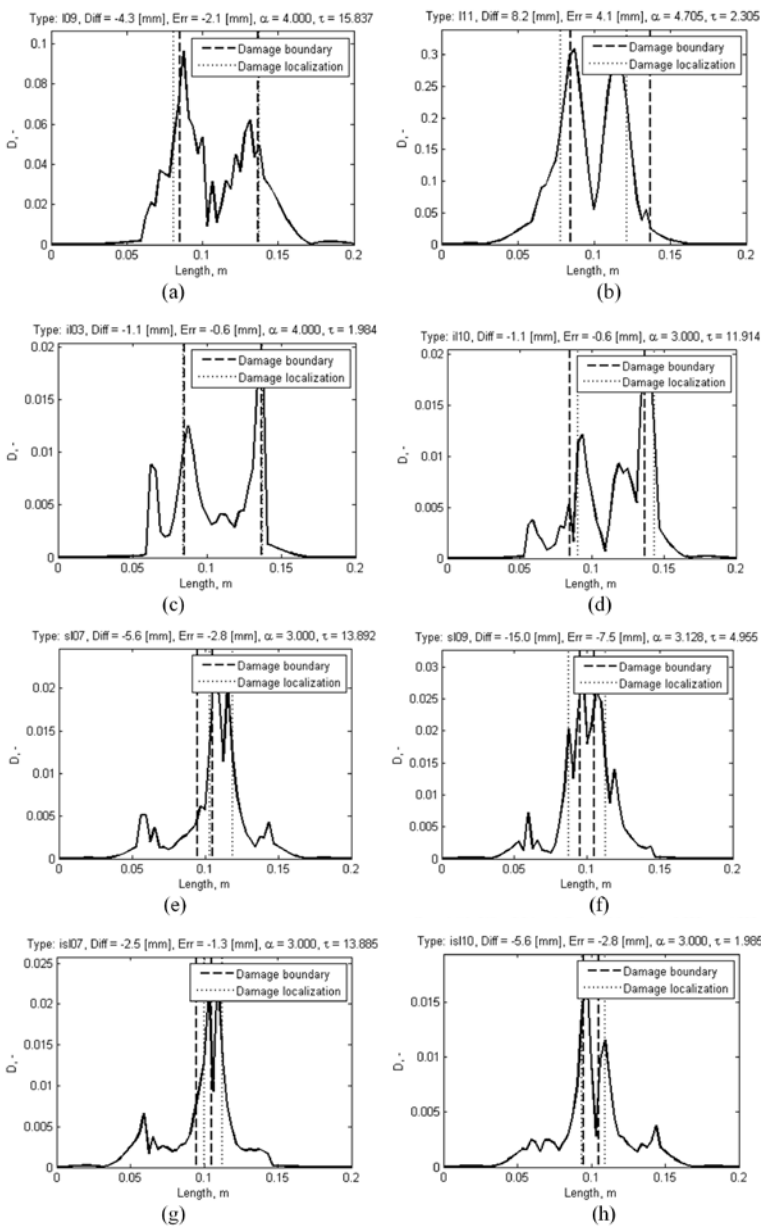 Type: l09, Diff = -4.3 [mm], Err = -2.1 [mm], α = 4.000, τ = 15.837
Damage boundary
Damage localization
0.1
0.08
0.06
0.04
0.02
0
D, -
0 0.05 0.1 0.15 0.2
Length, m
(a)
Type: l11, Diff = 8.2 [mm], Err = 4.1 [mm], α = 4.705, τ = 2.305
Damage boundary
Damage localization
0.3
0.25
0.2
0.15
0.1
0.05
0
D, -
0 0.05 0.1 0.15 0.2
Length, m
(b)
Type: il03, Diff = -1.1 [mm], Err = -0.6 [mm], α = 4.000, τ = 1.984
Damage boundary
Damage localization
0.02
0.015
0.01
0.005
0
D, -
0 0.05 0.1 0.15 0.2
Length, m
(c)
Type: il10, Diff = -1.1 [mm], Err = -0.6 [mm], α = 3.000, τ = 11.914
Damage boundary
Damage localization
0.02
0.015
0.01
0.005
0
D, -
0 0.05 0.1 0.15 0.2
Length, m
(d)
Type: sl07, Diff = -5.6 [mm], Err = -2.8 [mm], α = 3.000, τ = 13.892
Damage boundary
Damage localization
0.02
0.015
0.01
0.005
0
D, -
0 0.05 0.1 0.15 0.2
Length, m
(e)
Type: sl09, Diff = -15.0 [mm], Err = -7.5 [mm], α = 3.128, τ = 4.955
Damage boundary
Damage localization
0.03
0.025
0.02
0.015
0.01
0.005
0
D, -
0 0.05 0.1 0.15 0.2
Length, m
(f)
Type: isl07, Diff = -2.5 [mm], Err = -1.3 [mm], α = 3.000, τ = 13.885
Damage boundary
Damage localization
0.025
0.02
0.015
0.01
0.005
0
D, -
0 0.05 0.1 0.15 0.2
Length, m
(g)
Type: isl10, Diff = -5.6 [mm], Err = -2.8 [mm], α = 3.000, τ = 1.985
Damage boundary
Damage localization
0.015
0.01
0.005
0
D, -
0 0.05 0.1 0.15 0.2
Length, m
(h)